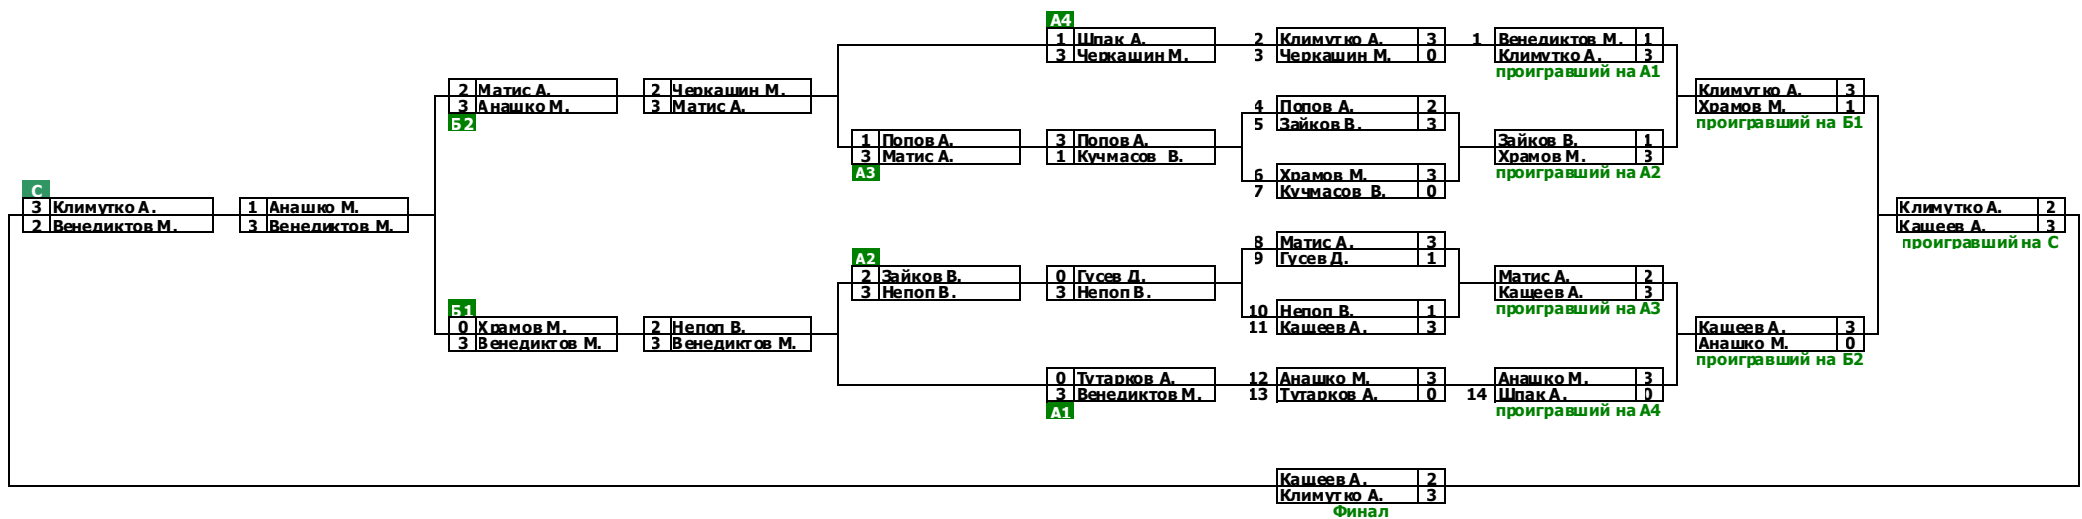 А4
1 Шпак А.
3 Черкашин М.
2 Климутко А. 3
3 Черкашин М. 0
1 Венедиктов М. 1
Климутко А. 3
проигравший на А1
2 Матис А.
3 Анашко М.
Б2
2 Черкашин М.
3 Матис А.
Климутко А. 3
Храмов М. 1
проигравший на Б1
4 Попов А. 2
5 Зайков В. 3
1 Попов А.
3 Матис А.
А3
3 Попов А.
1 Кучмасов В.
Зайков В. 1
Храмов М. 3
проигравший на А2
6 Храмов М. 3
7 Кучмасов В. 0
С
3 Климутко А.
2 Венедиктов М.
1 Анашко М.
3 Венедиктов М.
Климутко А. 2
Кащеев А. 3
проигравший на С
8 Матис А. 3
9 Гусев Д. 1
А2
2 Зайков В.
3 Непоп В.
0 Гусев Д.
3 Непоп В.
Матис А. 2
Кащеев А. 3
проигравший на А3
10 Непоп В. 1
11 Кащеев А. 3
Б1
0 Храмов М.
3 Венедиктов М.
2 Непоп В.
3 Венедиктов М.
Кащеев А. 3
Анашко М. 0
проигравший на Б2
0 Тутарков А.
3 Венедиктов М.
А1
12 Анашко М. 3
13 Тутарков А. 0
Анашко М. 3
14 Шпак А. 0
проигравший на А4
Кащеев А. 2
Климутко А. 3
Финал